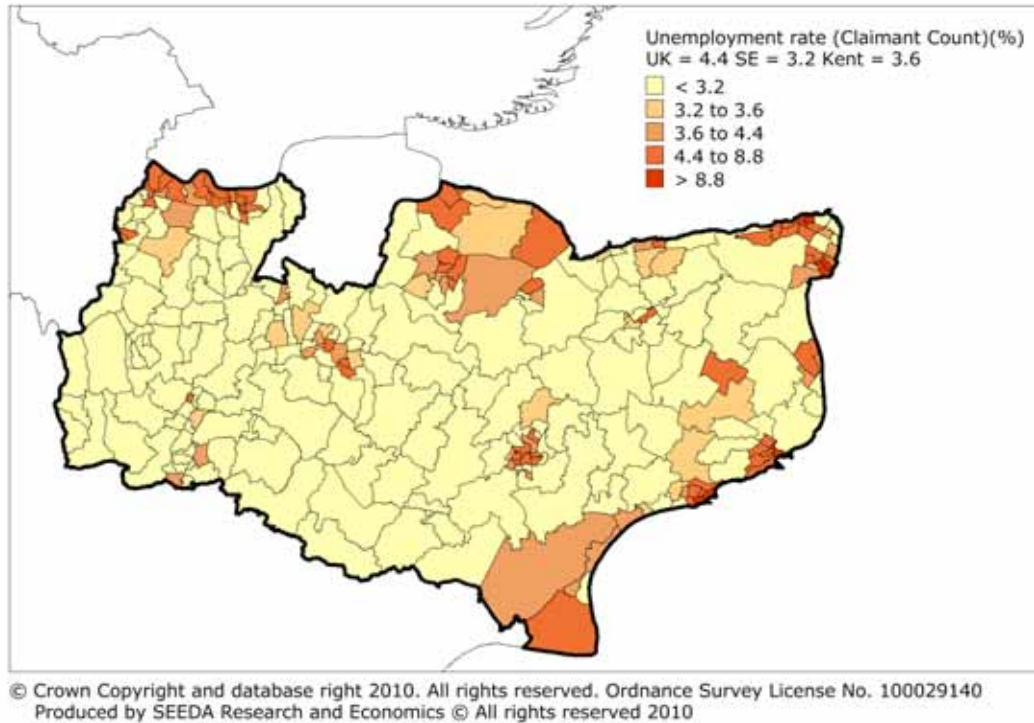 Unemployment rate (Claimant Count)(%)
UK = 4.4 SE = 3.2 Kent = 3.6
< 3.2
3.2 to 3.6
3.6 to 4.4
4.4 to 8.8
> 8.8
© Crown Copyright and database right 2010. All rights reserved. Ordnance Survey License No. 100029140
Produced by SEEDA Research and Economics © All rights reserved 2010